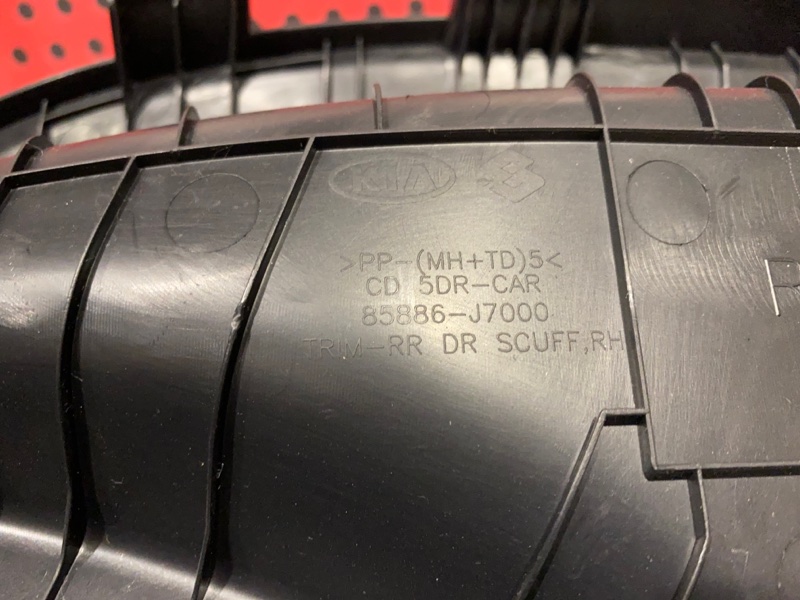 KIA
>PP-(MH+TD)5<
CD 5DR-CAR
85886-J7000
TRIM-RR DR SCUFF,RH